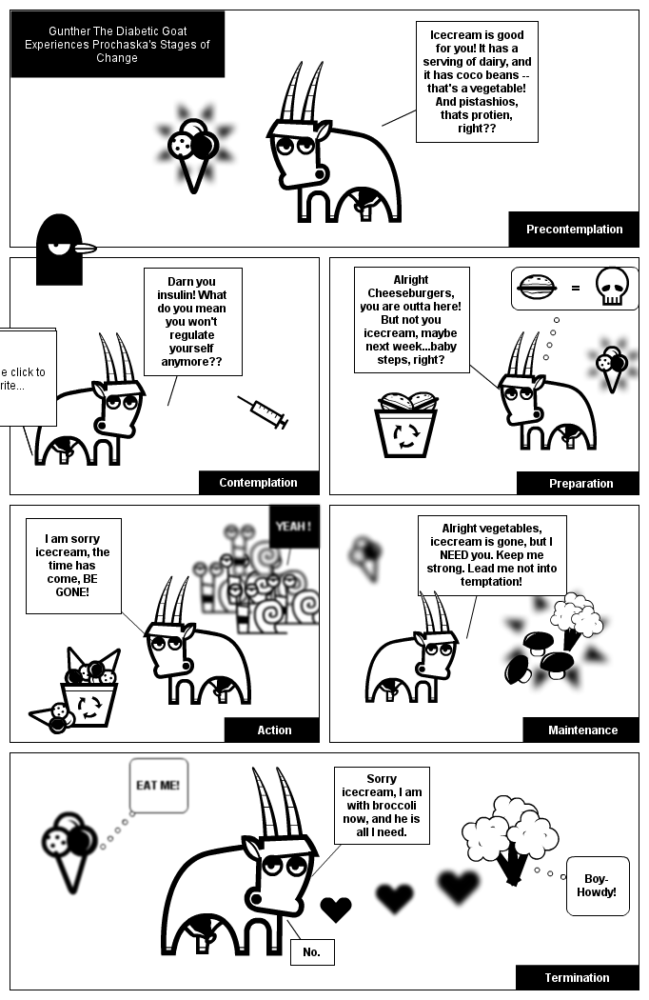 Gunther The Diabetic Goat
Experiences Prochaska's Stages of
Change
Icecream is good
for you! It has a
serving of dairy, and
it has coco beans --
that's a vegetable!
And pistashios,
thats protien,
right??
Precontemplation
Darn you
insulin! What
do you mean
you won't
regulate
yourself
anymore??
e click to
rite...
Contemplation
Alright
Cheeseburgers,
you are outta here!
But not you
icecream, maybe
next week...baby
steps, right?
=
Preparation
I am sorry
icecream, the
time has
come, BE
GONE!
YEAH !
Action
Alright vegetables,
icecream is gone, but I
NEED you. Keep me
strong. Lead me not into
temptation!
Maintenance
EAT ME!
Sorry
icecream, I am
with broccoli
now, and he is
all I need.
Boy-
Howdy!
No.
Termination